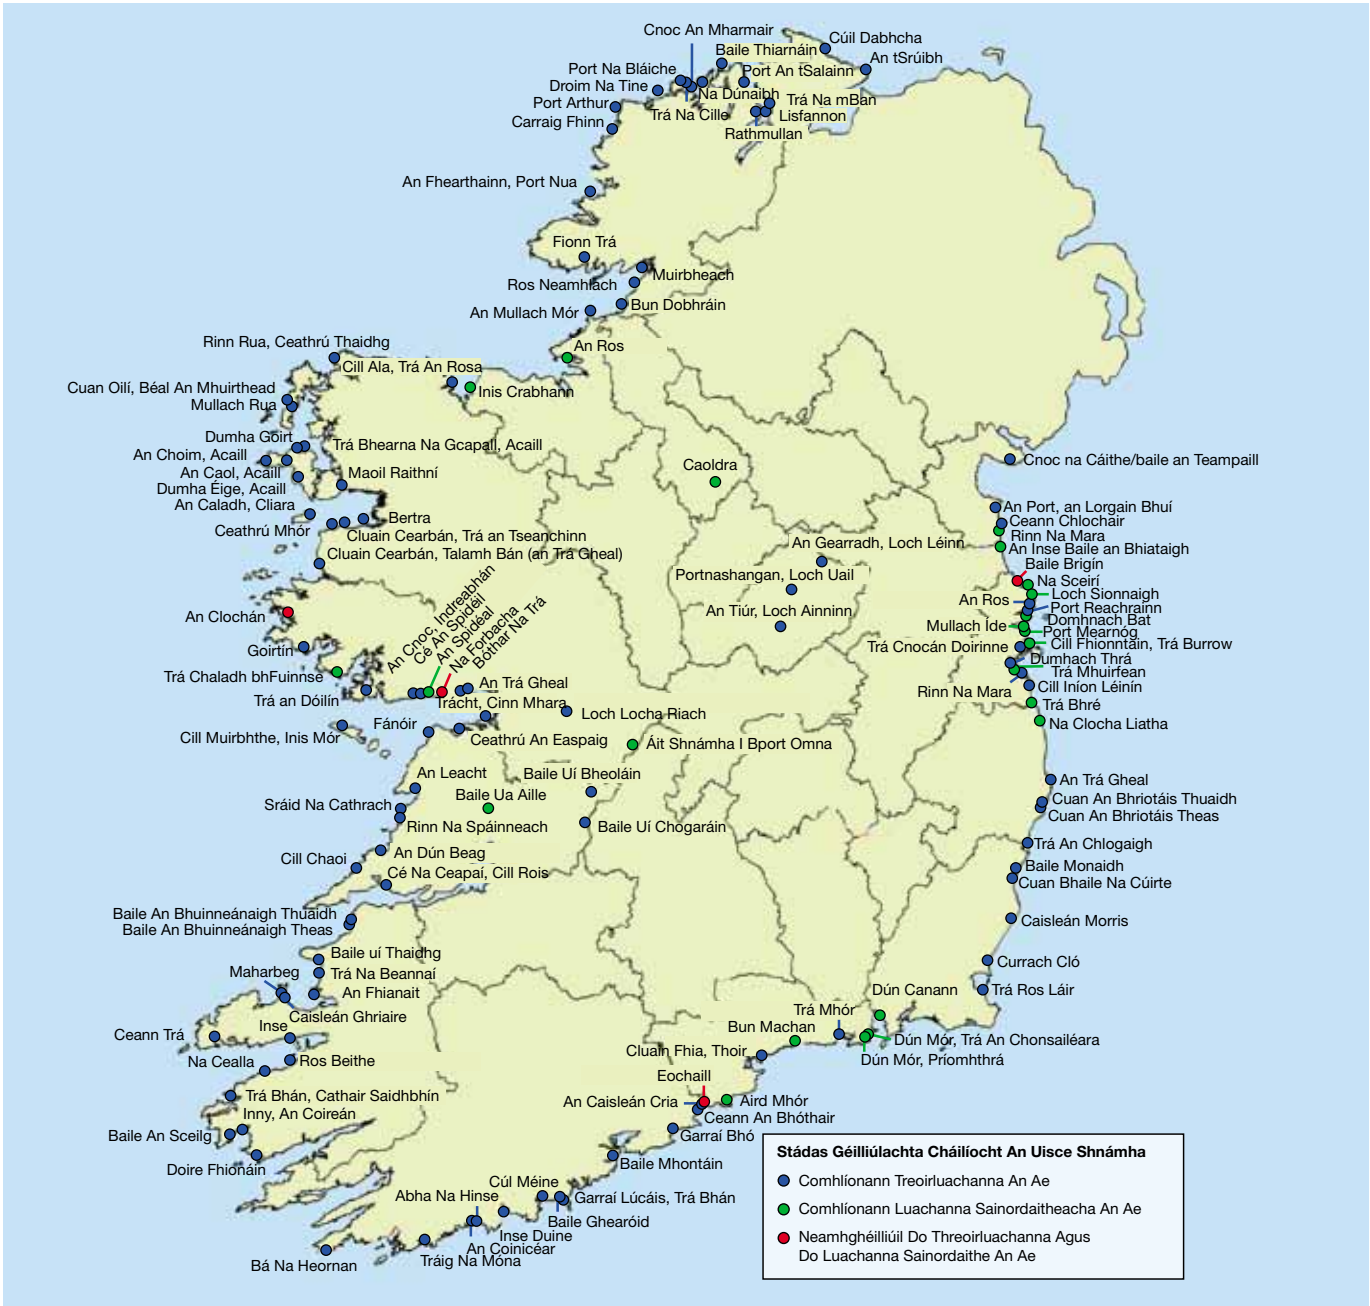 Cnoc An Mharmair
Cúil Dabhcha
Baile Thiarnáin
An tSrúibh
Port Na Bláiche
Port An tSalainn
Droim Na Tine
Na Dúnaibh
Trá Na mBan
Port Arthur
Trá Na Cille
Lisfannon
Carraig Fhinn
Rathmullan
An Fhearthainn, Port Nua
Fionn Trá
Muirbheach
Ros Neamhlach
Bun Dobhráin
An Mullach Mór
An Ros
Rinn Rua, Ceathrú Thaidhg
Cill Ala, Trá An Rosa
Cuan Oilí, Béal An Mhuirthead
Inis Crabhann
Mullach Rua
Dumha Goirt
Trá Bhearna Na Gcapall, Acaill
An Choim, Acaill
Caoldra
Cnoc na Cáithe/baile an Teampaill
An Caol, Acaill
Maoil Raithní
Dumha Éige, Acaill
An Caladh, Cliara
An Port, an Lorgain Bhuí
Bertra
Ceann Chlochair
Ceathrú Mhór
Cluain Cearbán, Trá an Tseanchinn
Rinn Na Mara
An Gearradh, Loch Léinn
An Inse Baile an Bhiataigh
Cluain Cearbán, Talamh Bán (an Trá Gheal)
Baile Brigín
Portnashangan, Loch Uail
Na Sceirí
Loch Sionnaigh
An Ros
Port Reachrainn
An Tiúr, Loch Ainninn
Domhnach Bat
An Clochán
Mullach Íde
Port Mearnóg
An Cnoc, Indreabhán
Cé An Spidéil
An Spidéal
Na Forbacha
Bóthar Na Trá
Cill Fhionntain, Trá Burrow
Goirtín
Trá Cnocán Doirinne
Dumhach Thrá
Trá Chaladh bhFuinnse
An Trá Gheal
Trá Mhuirfean
Trá an Dóilín
Rinn Na Mara
Cill Iníon Léinín
Trácht, Cinn Mhara
Trá Bhré
Loch Locha Riach
Fánóir
Na Clocha Liatha
Cill Muirbhthe, Inis Mór
Ceathrú An Easpaig
Áit Shnámha I Bport Omna
An Leacht
Baile Uí Bheoláin
An Trá Gheal
Baile Ua Aille
Cuan An Bhriotáis Thuaidh
Sráid Na Cathrach
Cuan An Bhriotáis Theas
Rinn Na Spáinneach
Baile Uí Chogaráin
Trá An Chlogaigh
Cill Chaoi
An Dún Beag
Baile Monaidh
Cé Na Ceapaí, Cill Rois
Cuan Bhaile Na Cúirte
Baile An Bhuinneánaigh Thuaidh
Caisleán Morris
Baile An Bhuinneánaigh Theas
Baile uí Thaidhg
Currach Cló
Maharbeg
Trá Na Beannaí
An Fhianait
Dún Canann
Trá Ros Láir
Caisleán Ghriaire
Trá Mhór
Ceann Trá
Inse
Bun Machan
Dún Mór, Trá An Chonsailéara
Na Cealla
Ros Beithe
Cluain Fhia, Thoir
Dún Mór, Príomhthrá
Eochaill
Trá Bhán, Cathair Saidhbhín
An Caisleán Cria
Aird Mhór
Inny, An Coireán
Ceann An Bhóthair
Baile An Sceilg
Garraí Bhó
Doire Fhionáin
Baile Mhontáin
Cúl Méine
Abha Na Hinse
Garraí Lúcáis, Trá Bhán
Baile Ghearóid
Inse Duine
An Coinicéar
Tráig Na Móna
Bá Na Heornan
Stádas Géilliúlachta Cháilíocht An Uisce Shnámha
Comhlíonann Treoirluachanna An Ae
Comhlíonann Luachanna Sainordaitheacha An Ae
Neamhghéilliúil Do Threoirluachanna Agus
Do Luachanna Sainordaithe An Ae